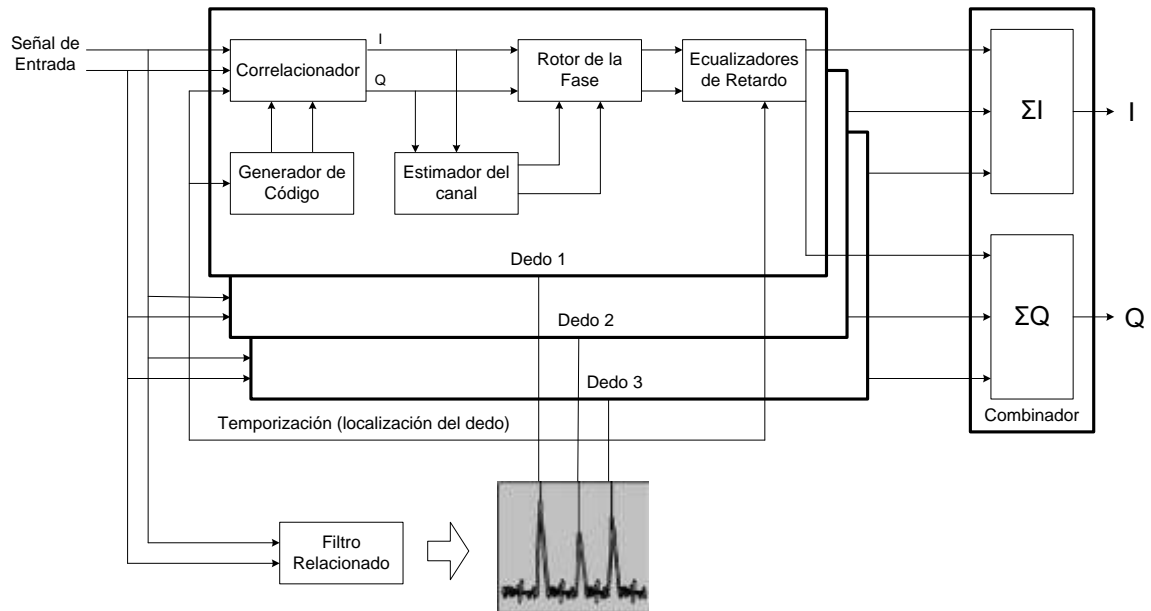 Señal de
Entrada
Correlacionador
I
Q
Rotor de la
Fase
Ecualizadores
de Retardo
Generador de
Código
Estimador del
canal
Dedo 1
Dedo 2
Dedo 3
ΣI
I
ΣQ
Q
Combinador
Temporización (localización del dedo)
Filtro
Relacionado